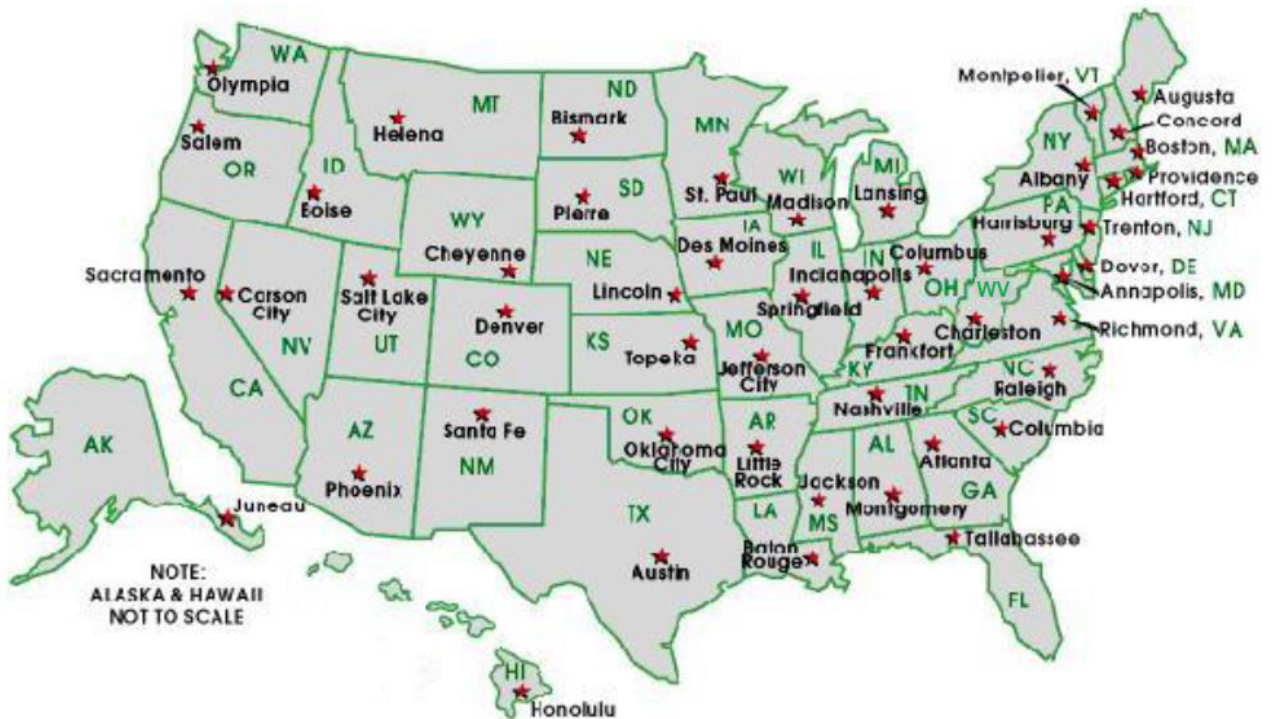 WA
Olympia
Salem
OR
ID
Boise
MT
Helena
ND
Bismark
SD
Pierre
MN
St. Paul
WI
Madison
MI
Lansing
WY
Cheyenne
NE
Lincoln
IA
Des Moines
IL
Springfield
IN
Indianapolis
Columbus
OH
WV
Charleston
Montpelier, VT
Augusta
Concord
Boston, MA
NY
Albany
Providence
Hartford, CT
PA
Harrisburg
Trenton, NJ
Dover, DE
Annapolis, MD
Richmond, VA
Sacramento
Carson
City
NV
CA
Salt Lake
City
UT
Denver
CO
KS
Topeka
MO
Jefferson
City
Frankfort
KY
Nashville
TN
NC
Raleigh
SC
Columbia
AK
Juneau
AZ
Phoenix
Santa Fe
NM
OK
Oklahoma
City
AR
Little
Rock
TX
Austin
LA
Baton
Rouge
Jackson
MS
AL
Montgomery
Atlanta
GA
Tallahassee
FL
NOTE:
ALASKA & HAWAII
NOT TO SCALE
HI
Honolulu